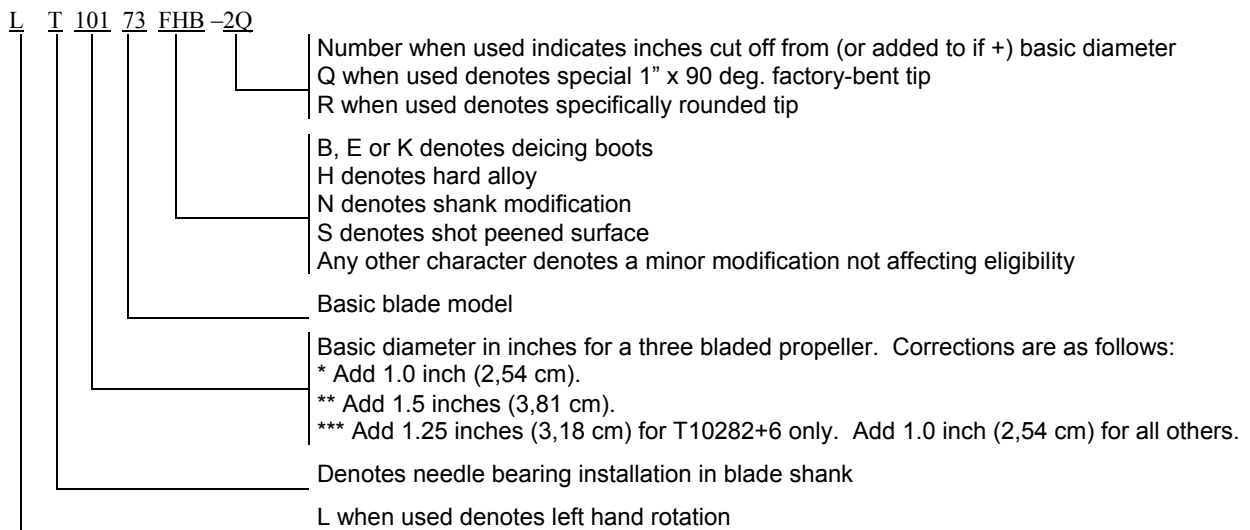 L T 101 73 FHB –2Q
Number when used indicates inches cut off from (or added to if +) basic diameter
Q when used denotes special 1” x 90 deg. factory-bent tip
R when used denotes specifically rounded tip
B, E or K denotes deicing boots
H denotes hard alloy
N denotes shank modification
S denotes shot peened surface
Any other character denotes a minor modification not affecting eligibility
Basic blade model
Basic diameter in inches for a three bladed propeller. Corrections are as follows:
* Add 1.0 inch (2,54 cm).
** Add 1.5 inches (3,81 cm).
*** Add 1.25 inches (3,18 cm) for T10282+6 only. Add 1.0 inch (2,54 cm) for all others.
Denotes needle bearing installation in blade shank
L when used denotes left hand rotation